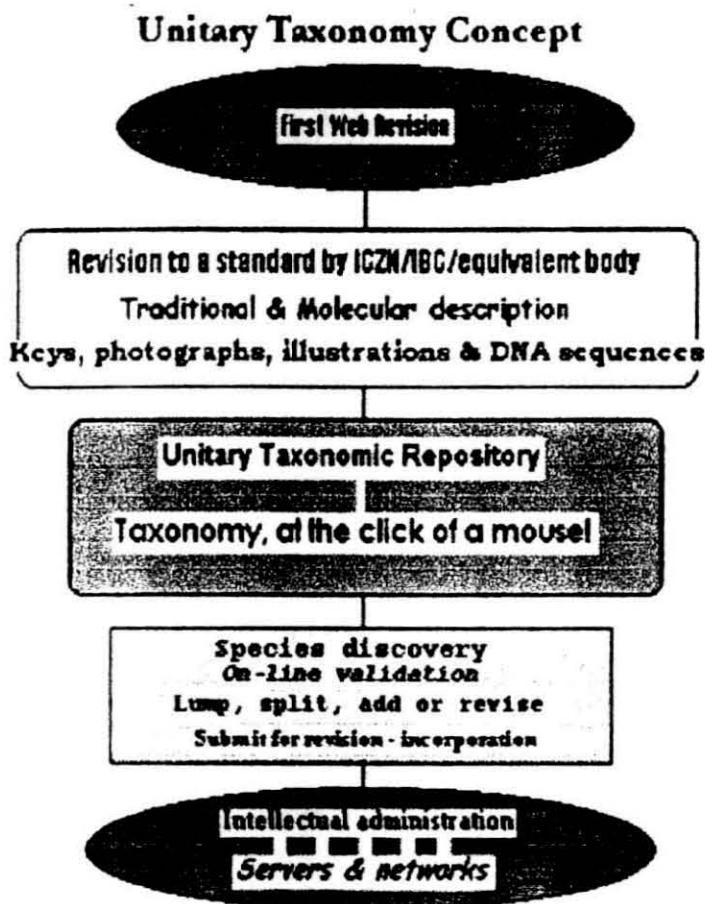 Unitary Taxonomy Concept
First Web Revision
Revision to a standard by ICZN/IBC/equivalent body
Traditional & Molecular description
Keys, photographs, illustrations & DNA sequences
Unitary Taxonomic Repository
Taxonomy, at the click of a mouse!
Species discovery
On-line validation
Lump, split, add or revise
Submit for revision - incorporation
Intellectual administration
Servers & networks